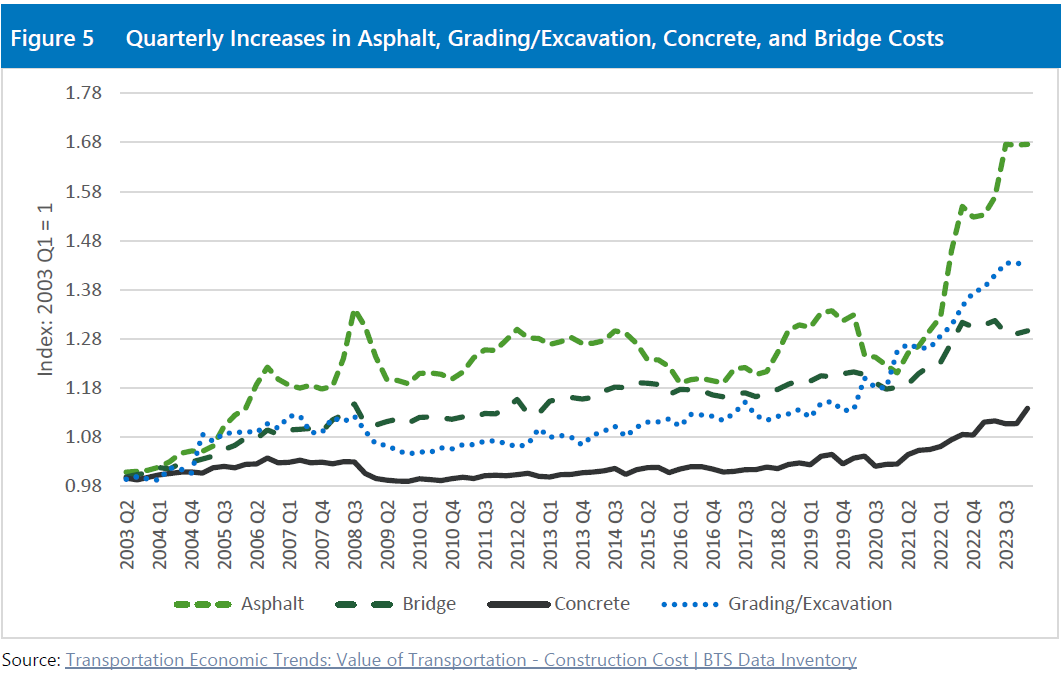 Figure 5 Quarterly Increases in Asphalt, Grading/Excavation, Concrete, and Bridge Costs
Index: 2003 Q1 = 1
1.78
1.68
1.58
1.48
1.38
1.28
1.18
1.08
0.98
2003 Q2
2004 Q1
2004 Q4
2005 Q3
2006 Q2
2007 Q1
2007 Q4
2008 Q3
2009 Q2
2010 Q1
2010 Q4
2011 Q3
2012 Q2
2013 Q1
2013 Q4
2014 Q3
2015 Q2
2016 Q1
2016 Q4
2017 Q3
2018 Q2
2019 Q1
2019 Q4
2020 Q3
2021 Q2
2022 Q1
2022 Q4
2023 Q3
Asphalt Bridge Concrete Grading/Excavation
Source: Transportation Economic Trends: Value of Transportation - Construction Cost | BTS Data Inventory